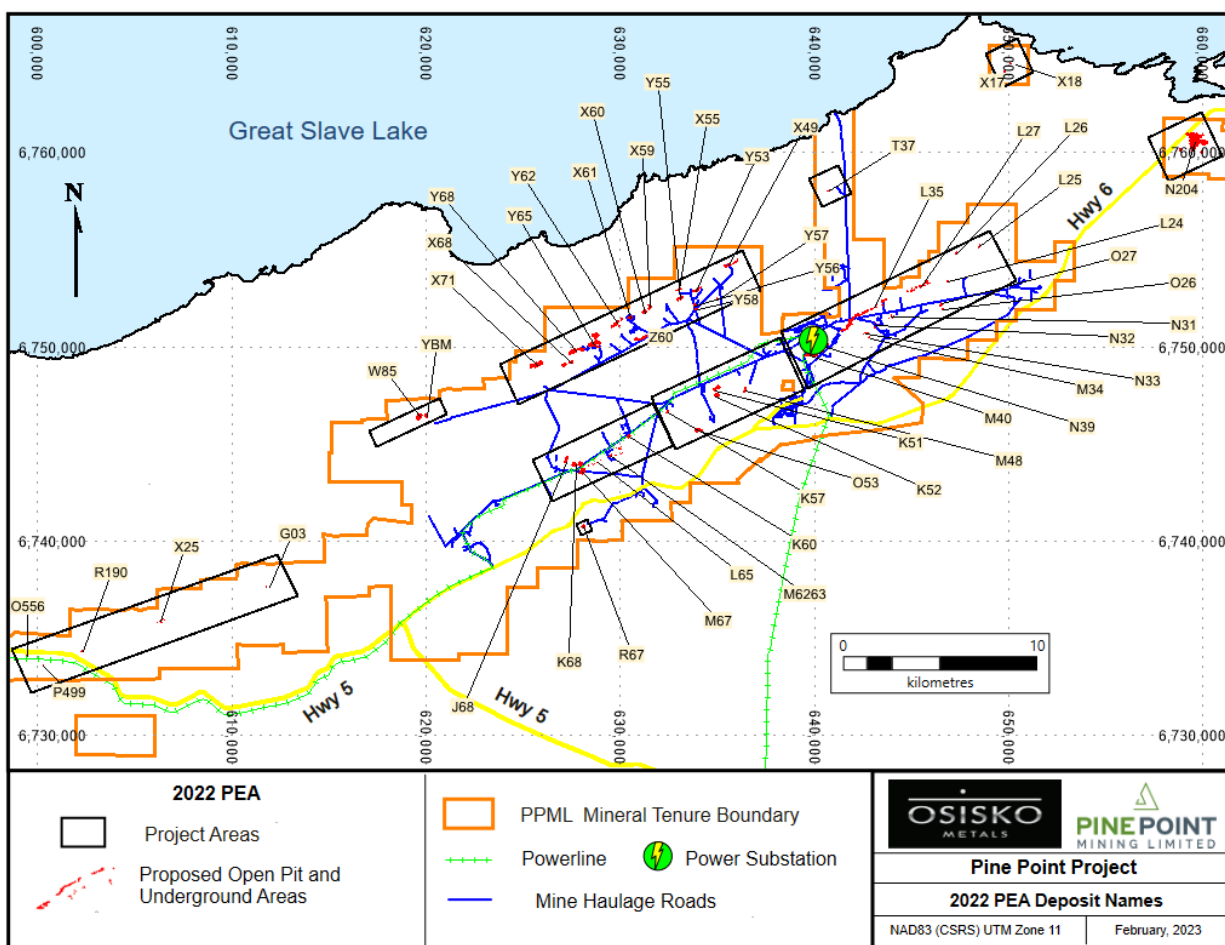 600,000
610,000
620,000
630,000
640,000
650,000
660,000
Great Slave Lake
N
6,760,000
6,760,000
6,750,000
6,750,000
6,740,000
6,740,000
6,730,000
6,730,000
X17
X18
Y55
X60
X55
X49
X59
Y53
X61
Y62
Y68
Y65
X68
X71
T37
L27
L26
L35
L25
N204
Hwy 6
L24
Y57
Y56
Y58
Z60
O27
O26
N31
N32
N33
M34
M40
N39
W85
YBM
K51
M48
K52
O53
K57
K60
L65
M6263
M67
R67
K68
J68
G03
X25
R190
O556
P499
Hwy 5
Hwy 5
0
10
kilometres
610,000
620,000
630,000
640,000
650,000
2022 PEA
Project Areas
Proposed Open Pit and
Underground Areas
PPML Mineral Tenure Boundary
Powerline
Power Substation
Mine Haulage Roads
OSISKO
METALS
PINE POINT
MINING LIMITED
Pine Point Project
2022 PEA Deposit Names
NAD83 (CSRS) UTM Zone 11
February, 2023